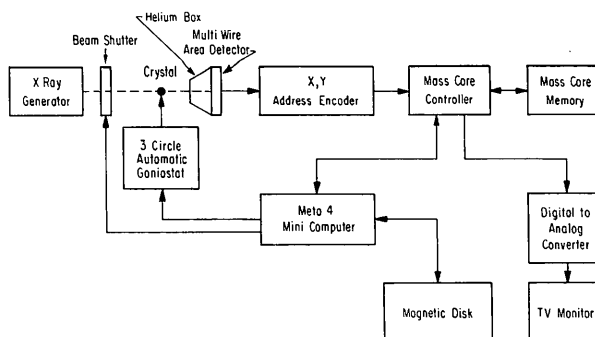 Helium Box
Multi Wire
Area Detector
Beam Shutter
Crystal
X Ray
Generator
X,Y
Address Encoder
Mass Core
Controller
Mass Core
Memory
3 Circle
Automatic
Goniostat
Meta 4
Mini Computer
Digital to
Analog
Converter
Magnetic Disk
TV Monitor